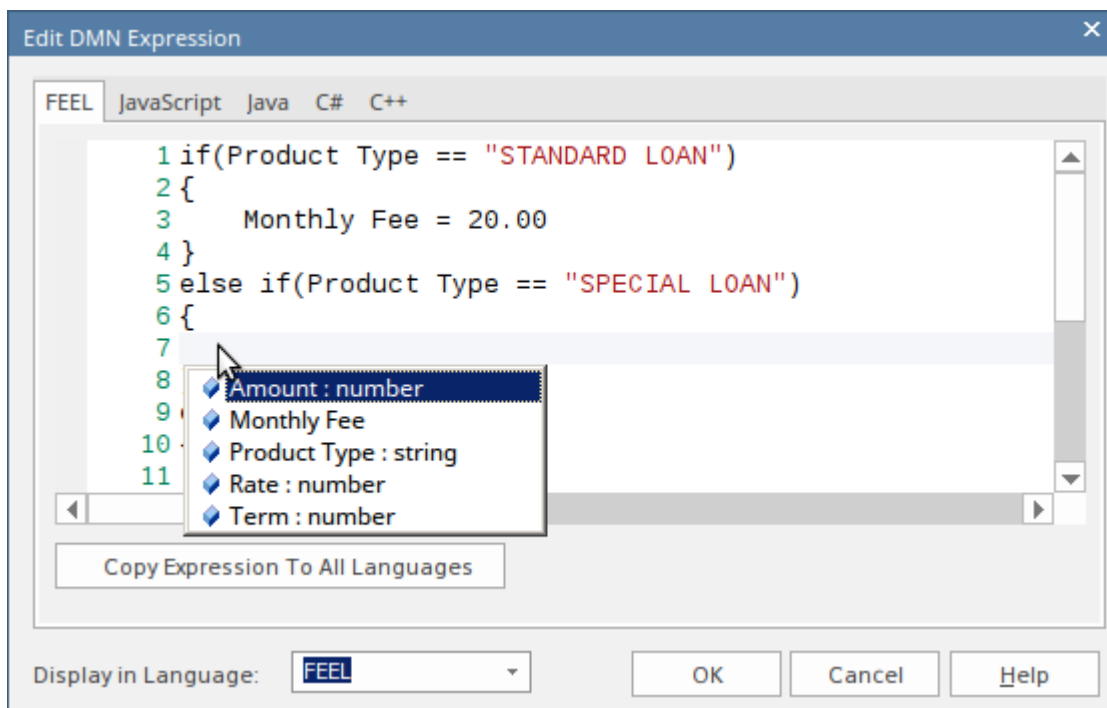 Edit DMN Expression
FEEL JavaScript Java C# C++
1 if(Product Type == "STANDARD LOAN")
2 {
3     Monthly Fee = 20.00
4 }
5 else if(Product Type == "SPECIAL LOAN")
6 {
7
8
9
10
11
Amount : number
Monthly Fee
Product Type : string
Rate : number
Term : number
Copy Expression To All Languages
Display in Language: FEEL OK Cancel Help